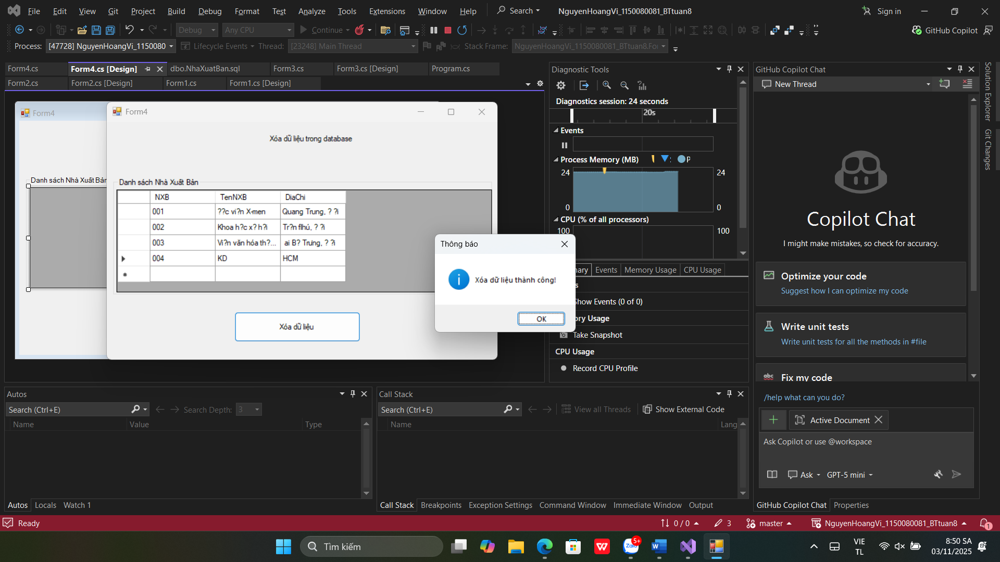 File Edit View Git Project Build Debug Format Test Analyze Tools Extensions Window Help Search NguyenHoangVi_1150080081_BTtuan8 Sign in
Debug Any CPU Continue GitHub Copilot
Process: [47728] NguyenHoangVi_1150080 Lifecycle Events Thread: [23248] Main Thread Stack Frame: NguyenHoangVi_1150080081_BTtuan8.For
Form4.cs Form4.cs [Design] dbo.NhaXuatBan.sql Form3.cs Form3.cs [Design] Program.cs
Form2.cs Form2.cs [Design] Form1.cs Form1.cs [Design]
Form4
Danh sách Nhà Xuất Bản
Form4
Xóa dữ liệu trong database
Danh sách Nhà Xuất Bản
NXB TenNXB DiaChi
001 ??c vi?n X-men Quang Trung, ? ?i
002 Khoa h?c x? h?i Tr?n flhú, ? ?i
003 Vi?n văn hóa th?... ai B? Trưng, ? ?i
004 KD HCM
Xóa dữ liệu
Thông báo
Xóa dữ liệu thành công!
OK
Diagnostic Tools
Diagnostics session: 24 seconds
20s
Events
Process Memory (MB) P
24 24
0 0
CPU (% of all processors)
100 100
mary Events Memory Usage CPU Usage
Show Events (0 of 0)
ory Usage
Take Snapshot
CPU Usage
Record CPU Profile
GitHub Copilot Chat
New Thread
Copilot Chat
I might make mistakes, so check for accuracy.
Optimize your code
Suggest how I can optimize my code
Write unit tests
Write unit tests for all the methods in #file
abc Fix my code
/help what can you do?
Active Document
Ask Copilot or use @workspace
Ask GPT-5 mini
GitHub Copilot Chat Properties
Solution Explorer
Git Changes
Autos
Search (Ctrl+E) Search Depth: 3
Name Value Type
Autos Locals Watch 1
Call Stack
Search (Ctrl+E) View all Threads Show External Code
Name Lang
Call Stack Breakpoints Exception Settings Command Window Immediate Window Output
Ready 0 / 0 3 master NguyenHoangVi_1150080081_BTtuan8 1
Tìm kiếm Zalo 5+ VIE
TL
8:50 SA
03/11/2025